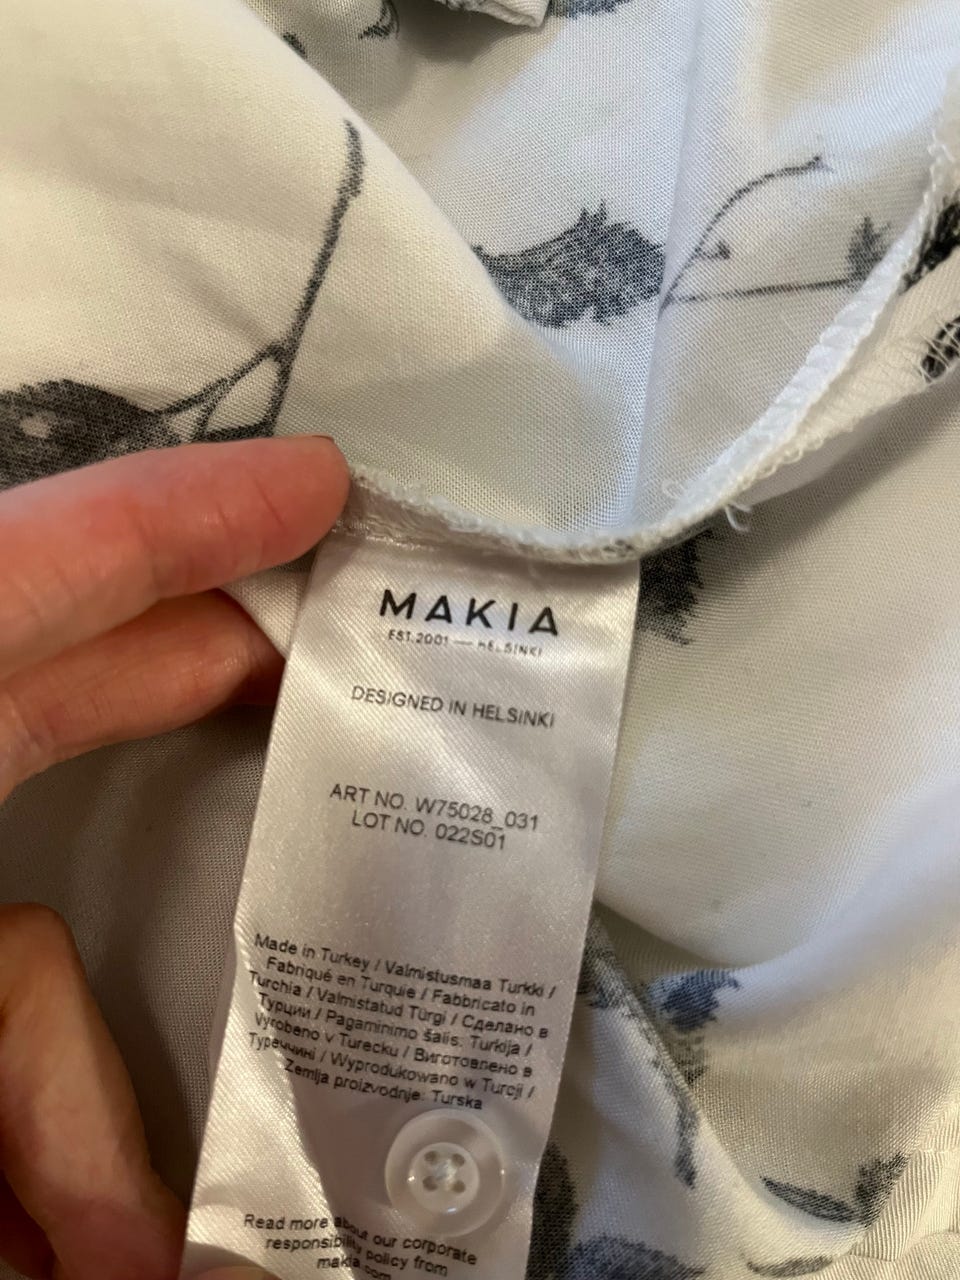 MAKIA
EST.2001 — HELSINKI
DESIGNED IN HELSINKI
ART NO. W75028_031
LOT NO. 022S01
Made in Turkey / Valmistusmaa Turkki /
Fabriqué en Turquie / Fabbricato in
Turchia / Valmistatud Türgi / Сделано в
Турции / Pagaminimo šalis: Turkija /
Vyrobeno v Turecku / Виготовлено в
Туреччині / Wyprodukowano w Turcji /
Zemlja proizvodnje: Turska
Read more about our corporate
responsibility policy from
makia.com